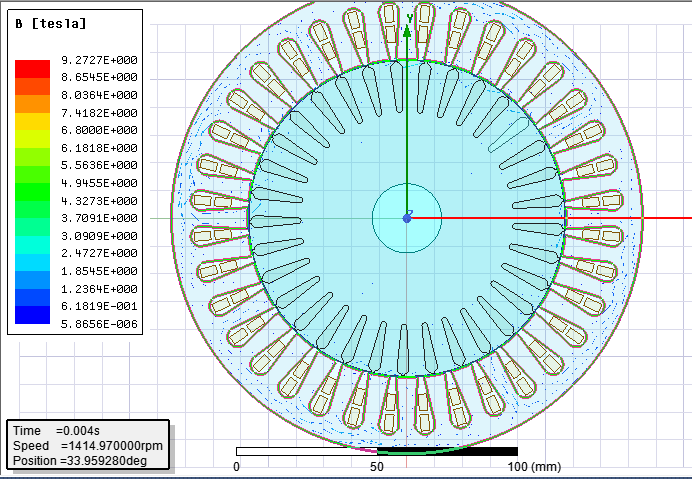 B [tesla]
9.2727E+000
8.6545E+000
8.0364E+000
7.4182E+000
6.8000E+000
6.1818E+000
5.5636E+000
4.9455E+000
4.3273E+000
3.7091E+000
3.0909E+000
2.4727E+000
1.8545E+000
1.2364E+000
6.1819E-001
5.8656E-006
Y
Z
Time =0.004s
Speed =1414.970000rpm
Position =33.959280deg
0 50 100 (mm)